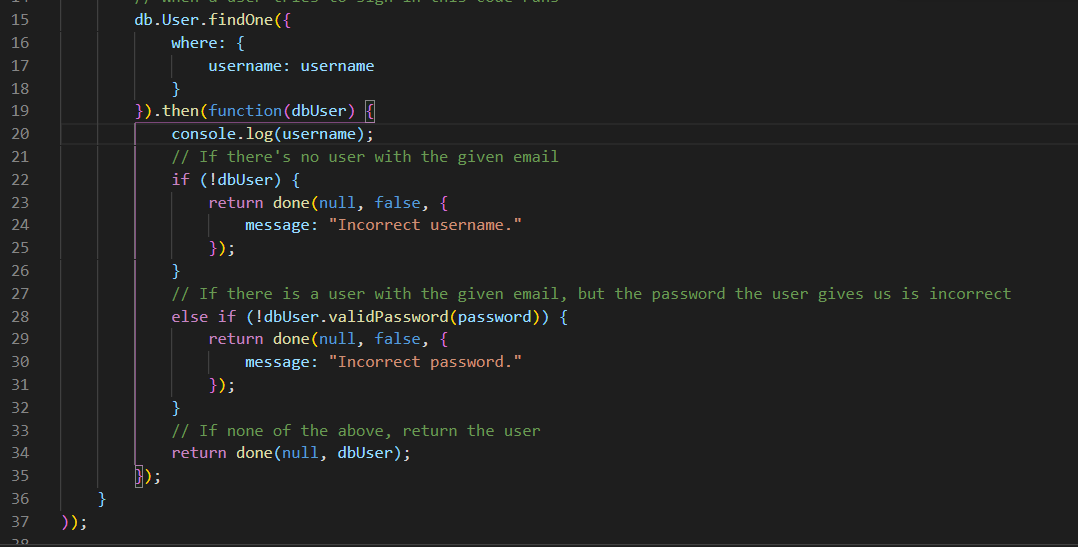 14 // When a user tries to sign in this code runs
15 db.User.findOne({
16 where: {
17 username: username
18 }
19 }).then(function(dbUser) {
20 console.log(username);
21 // If there's no user with the given email
22 if (!dbUser) {
23 return done(null, false, {
24 message: "Incorrect username."
25 });
26 }
27 // If there is a user with the given email, but the password the user gives us is incorrect
28 else if (!dbUser.validPassword(password)) {
29 return done(null, false, {
30 message: "Incorrect password."
31 });
32 }
33 // If none of the above, return the user
34 return done(null, dbUser);
35 });
36 }
37 ));
38